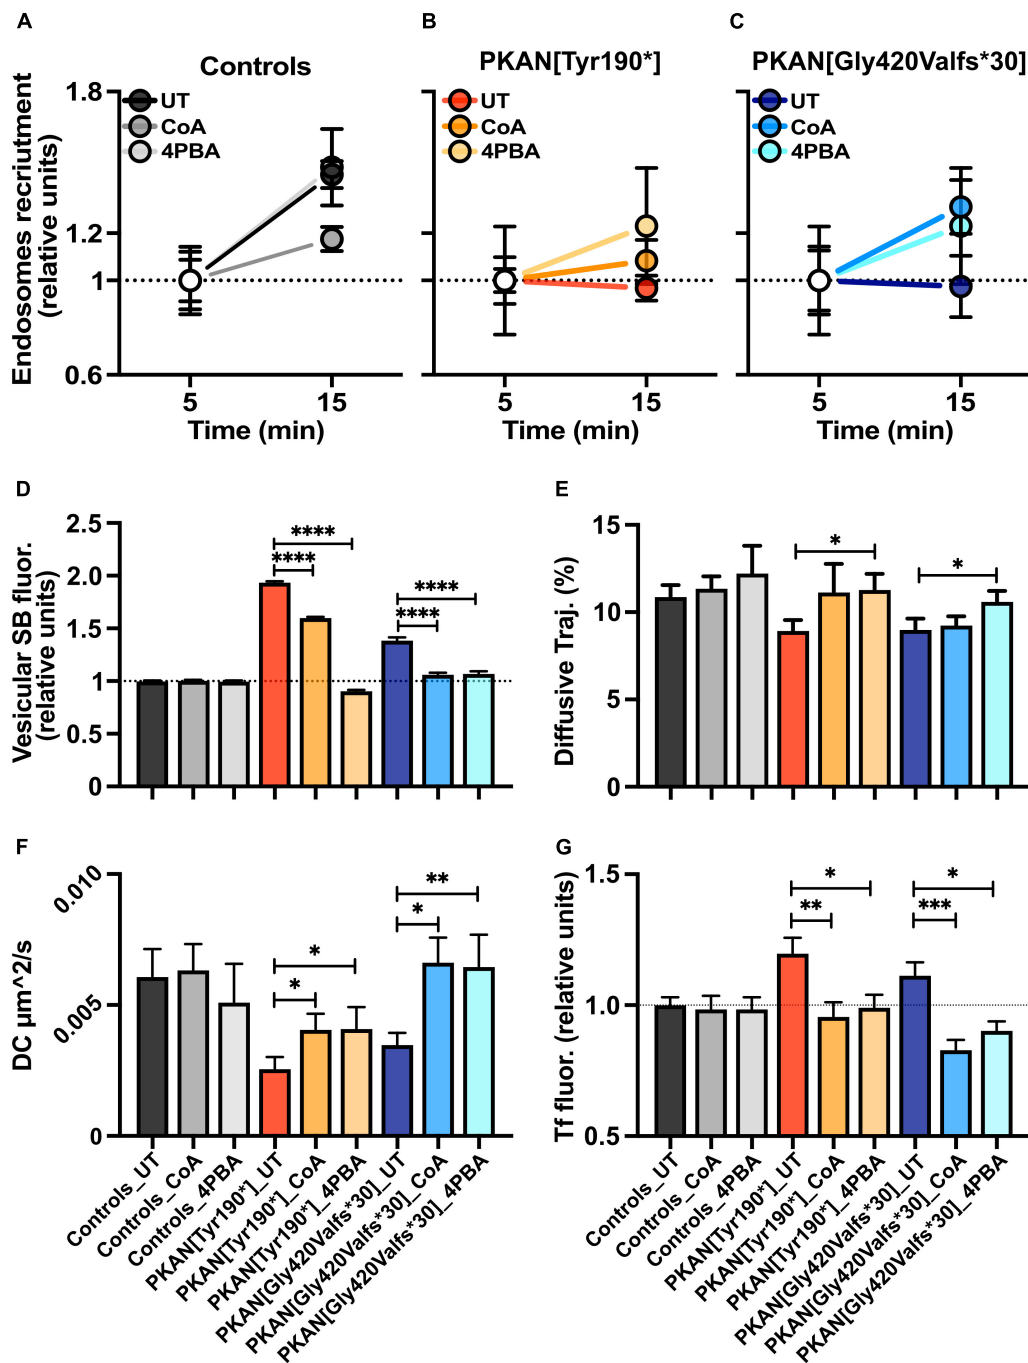 A
B
C
Controls
PKAN[Tyr190*]
PKAN[Gly420Valfs*30]
Endosomes recriutment
(relative units)
1.8
1.2
1
0.6
UT
CoA
4PBA
UT
CoA
4PBA
UT
CoA
4PBA
5
15
5
15
5
15
Time (min)
Time (min)
Time (min)
D
E
Vesicular SB fluor.
(relative units)
2.5
2.0
1.5
1
0.5
0
****
****
****
****
Diffusive Traj. (%)
15
10
5
0
*
*
F
G
DC µm^2/s
0.010
0.005
0
*
*
*
**
Tf fluor. (relative units)
1.5
1.0
0.5
**
*
***
*
Controls_UT
Controls_CoA
Controls_4PBA
PKAN[Tyr190*]_UT
PKAN[Tyr190*]_CoA
PKAN[Tyr190*]_4PBA
PKAN[Gly420Valfs*30]_UT
PKAN[Gly420Valfs*30]_CoA
PKAN[Gly420Valfs*30]_4PBA
Controls_UT
Controls_CoA
Controls_4PBA
PKAN[Tyr190*]_UT
PKAN[Tyr190*]_CoA
PKAN[Tyr190*]_4PBA
PKAN[Gly420Valfs*30]_UT
PKAN[Gly420Valfs*30]_CoA
PKAN[Gly420Valfs*30]_4PBA